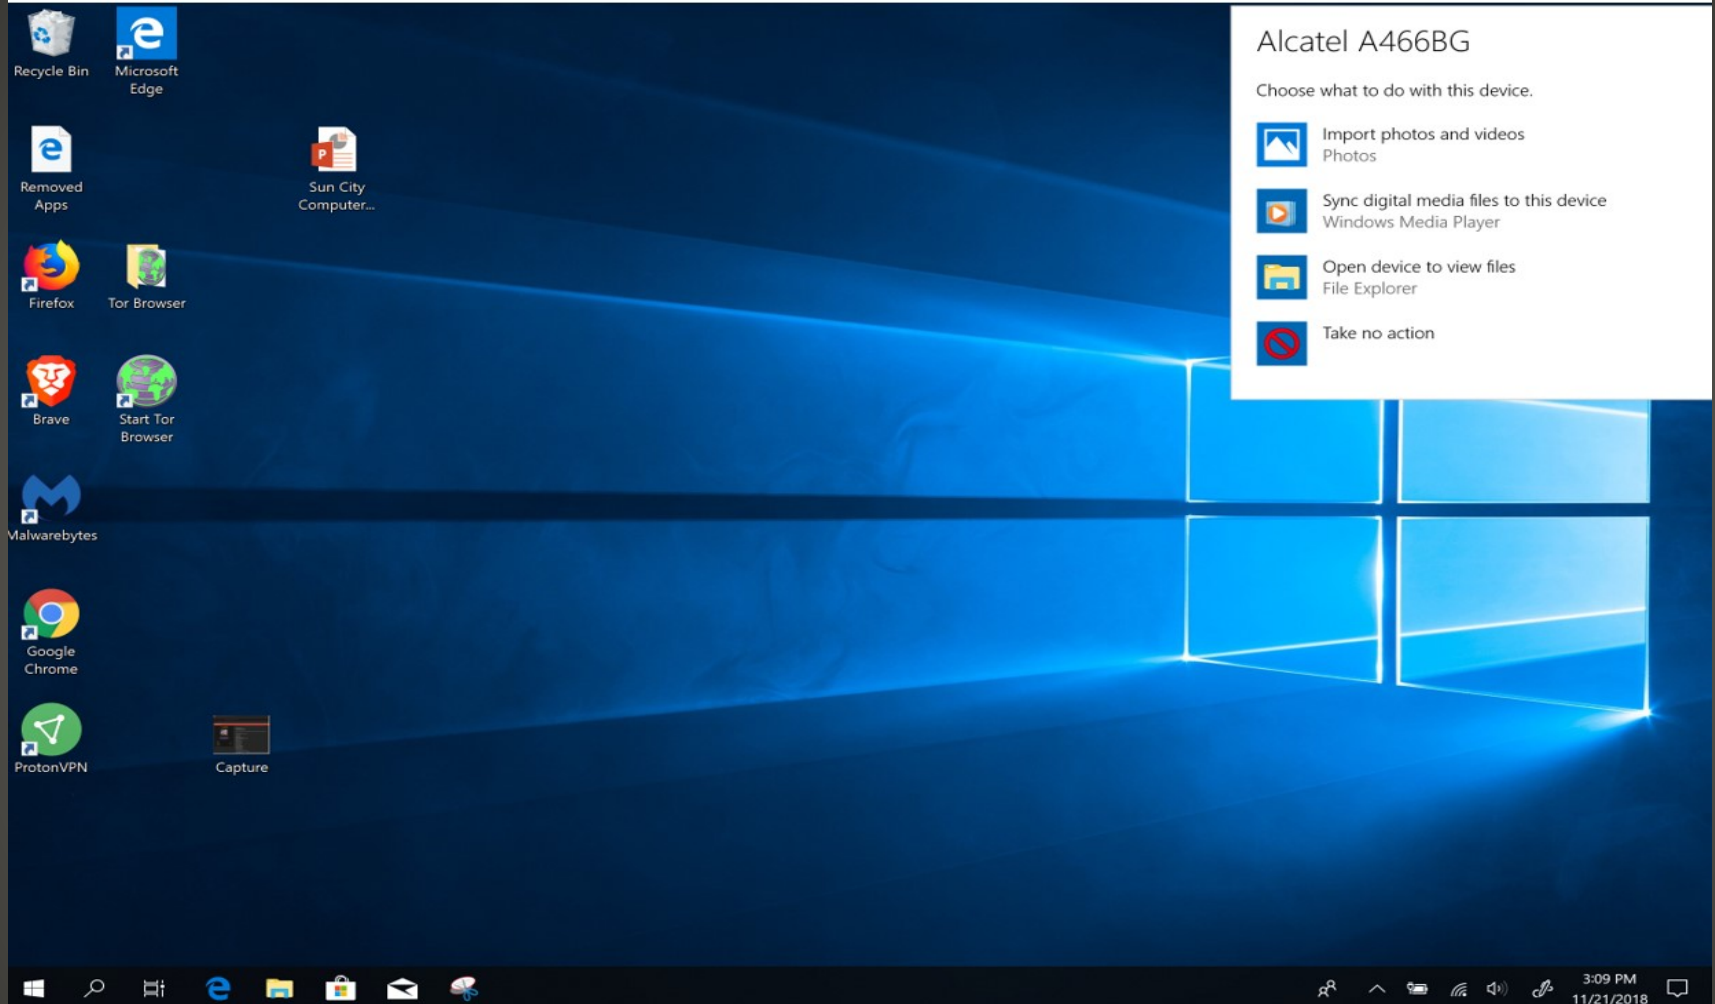 Recycle Bin
Microsoft
Edge
Removed
Apps
Sun City
Computer...
Firefox
Tor Browser
Brave
Start Tor
Browser
Malwarebytes
Google
Chrome
ProtonVPN
Capture
Alcatel A466BG
Choose what to do with this device.
Import photos and videos
Photos
Sync digital media files to this device
Windows Media Player
Open device to view files
File Explorer
Take no action
3:09 PM
11/21/2018